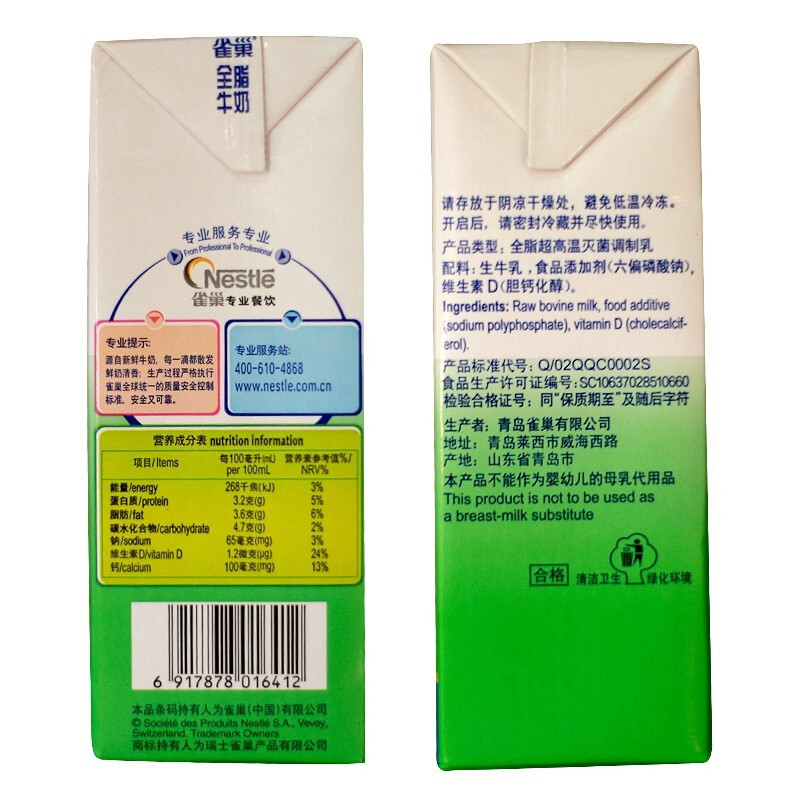 雀巢
全脂
牛奶
专业服务专业
From Professional To Professional
Nestlé
雀巢专业餐饮
专业提示:
源自新鲜牛奶，每一滴都散发
鲜奶清香；生产过程严格执行
雀巢全球统一的质量安全控制
标准，安全又可靠。
专业服务站:
400-610-4868
www.nestle.com.cn
营养成分表 nutrition information
项目/Items 每100毫升(mL) per 100mL 营养素参考值%/ NRV%
能量/energy 268千焦(kJ) 3%
蛋白质/protein 3.2克(g) 5%
脂肪/fat 3.6克(g) 6%
碳水化合物/carbohydrate 4.7克(g) 2%
钠/sodium 65毫克(mg) 3%
维生素D/vitamin D 1.2微克(μg) 24%
钙/calcium 100毫克(mg) 13%
6 917878 016412
本品条码持有人为雀巢(中国)有限公司
© Société des Produits Nestlé S.A., Vevey,
Switzerland. Trademark Owners
商标持有人为瑞士雀巢产品有限公司
请存放于阴凉干燥处，避免低温冷冻。
开启后，请密封冷藏并尽快使用。
产品类型：全脂超高温灭菌调制乳
配料：生牛乳，食品添加剂(六偏磷酸钠)，
维生素D(胆钙化醇)。
Ingredients: Raw bovine milk, food additive
(sodium polyphosphate), vitamin D (cholecalcif-
erol).
产品标准代号：Q/02QQC0002S
食品生产许可证编号：SC10637028510660
检验合格证号：同“保质期至”及随后字符
生产者：青岛雀巢有限公司
地址：青岛莱西市威海西路
产地：山东省青岛市
本产品不能作为婴幼儿的母乳代用品
This product is not to be used as
a breast-milk substitute
合格 清洁卫生 绿化环境